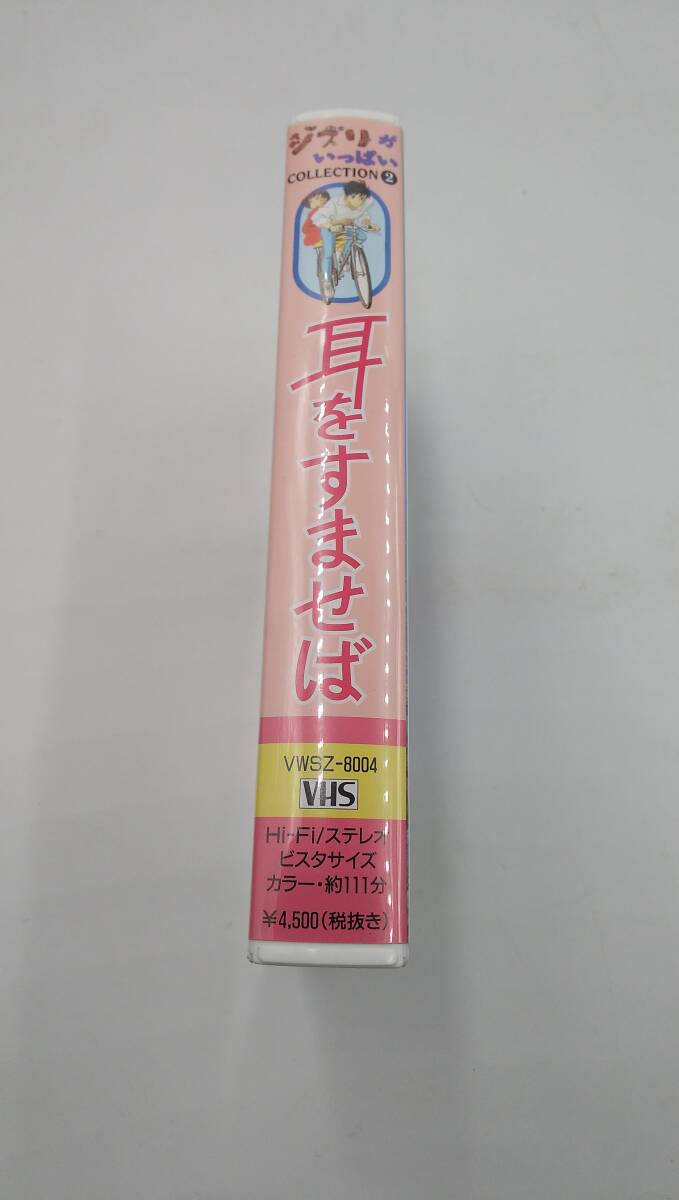 ジブリが
いっぱい
COLLECTION 2
耳をすませば
VWSZ-8004
VHS
Hi-Fi/ステレオ
ビスタサイズ
カラー・約111分
¥4,500(税抜き)